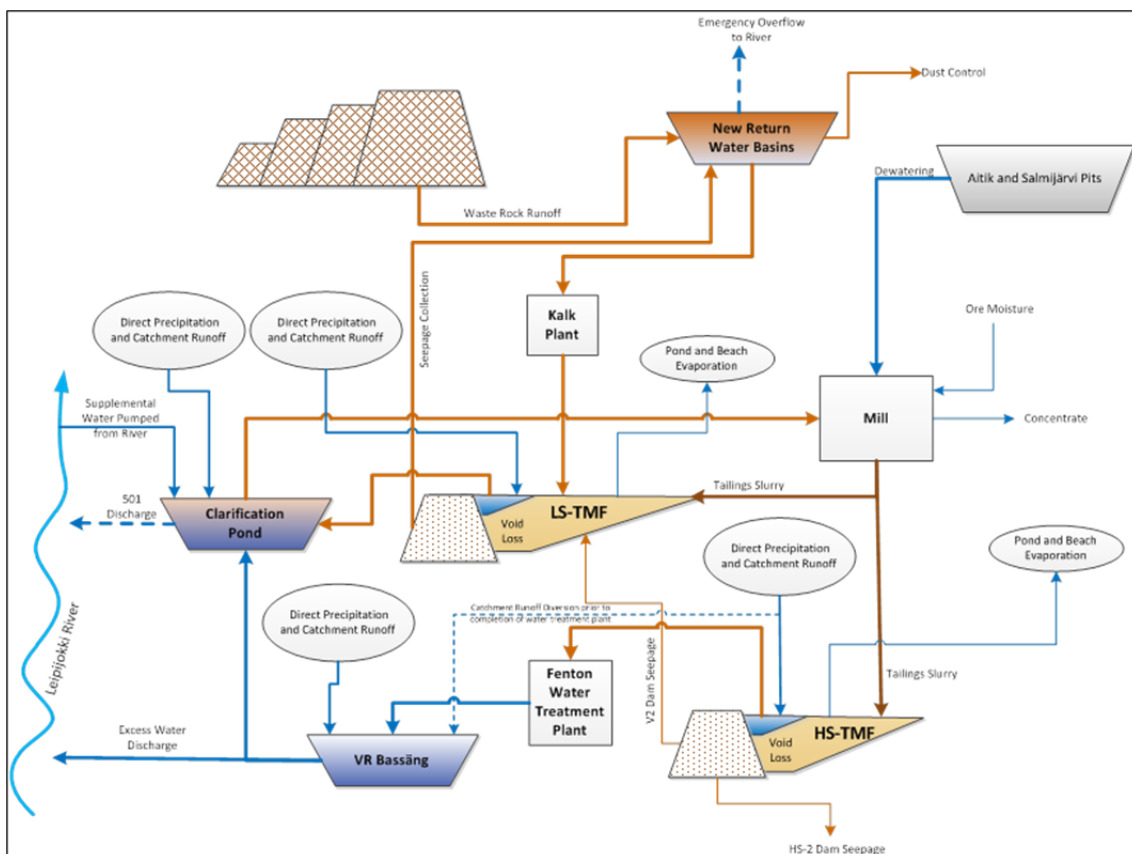 Emergency Overflow
to River
Dust Control
New Return
Water Basins
Dewatering
Aitik and Salmijärvi Pits
Waste Rock Runoff
Seepage Collection
Direct Precipitation
and Catchment Runoff
Direct Precipitation
and Catchment Runoff
Kalk
Plant
Ore Moisture
Pond and Beach
Evaporation
Supplemental
Water Pumped
from River
Mill
Concentrate
Tailings Slurry
S01
Discharge
Clarification
Pond
LS-TMF
Void
Loss
Direct Precipitation
and Catchment Runoff
Pond and Beach
Evaporation
Leipijokki River
Direct Precipitation
and Catchment Runoff
Catchment Runoff Diversion prior to
completion of water treatment plant
Fenton
Water
Treatment
Plant
V2 Dam Seepage
Tailings Slurry
Excess Water
Discharge
VR Bassäng
Void
Loss
HS-TMF
HS-2 Dam Seepage